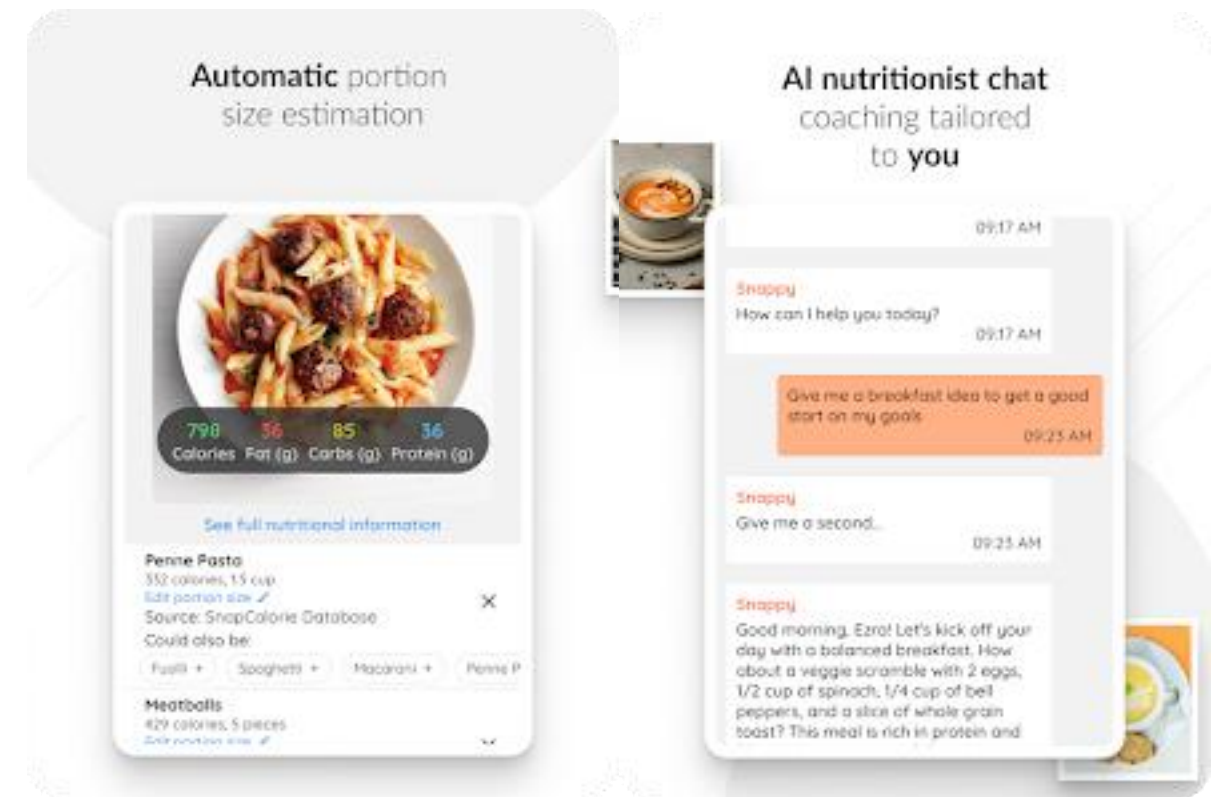 Automatic portion
size estimation
798 36 85 36
Calories Fat (g) Carbs (g) Protein (g)
See full nutritional information
Penne Pasta
332 calories, 1.5 cup
Edit portion size
Source: SnapCalorie Database
Could also be:
Fusilli + Spaghetti + Macaroni + Penne P
Meatballs
429 calories, 5 pieces
Edit portion size
AI nutritionist chat
coaching tailored
to you
09:17 AM
Snappy
How can I help you today?
09:17 AM
Give me a breakfast idea to get a good
start on my goals
09:23 AM
Snappy
Give me a second...
09:23 AM
Snappy
Good morning, Ezra! Let's kick off your
day with a balanced breakfast. How
about a veggie scramble with 2 eggs,
1/2 cup of spinach, 1/4 cup of bell
peppers, and a slice of whole grain
toast? This meal is rich in protein and